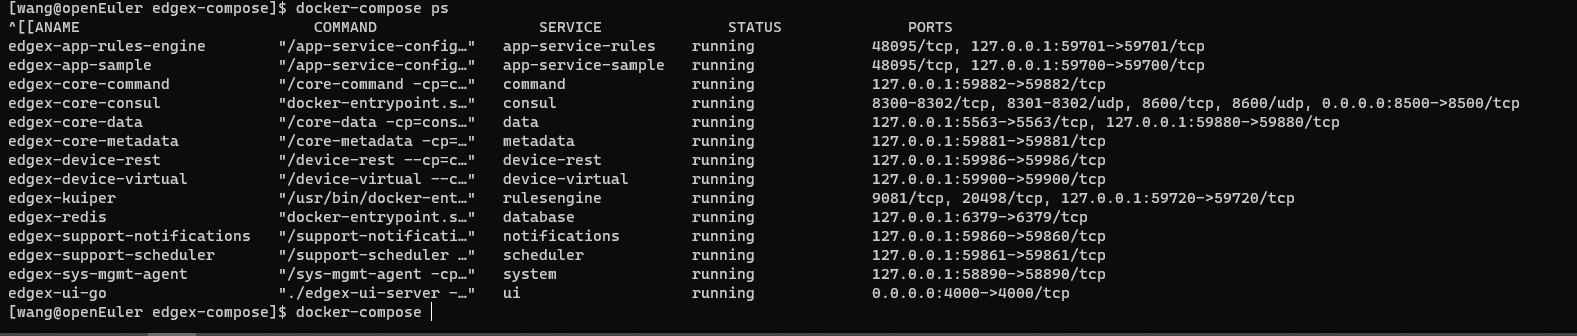 [wang@openEuler edgex-compose]$ docker-compose ps
^[[ANAME                          COMMAND                  SERVICE              STATUS              PORTS
edgex-app-rules-engine        "/app-service-config…"   app-service-rules    running             48095/tcp, 127.0.0.1:59701->59701/tcp
edgex-app-sample              "/app-service-config…"   app-service-sample   running             48095/tcp, 127.0.0.1:59700->59700/tcp
edgex-core-command            "/core-command -cp=c…"   command              running             127.0.0.1:59882->59882/tcp
edgex-core-consul             "docker-entrypoint.s…"   consul               running             8300-8302/tcp, 8301-8302/udp, 8600/tcp, 8600/udp, 0.0.0.0:8500->8500/tcp
edgex-core-data               "/core-data -cp=cons…"   data                 running             127.0.0.1:5563->5563/tcp, 127.0.0.1:59880->59880/tcp
edgex-core-metadata           "/core-metadata -cp=…"   metadata             running             127.0.0.1:59881->59881/tcp
edgex-device-rest             "/device-rest --cp=c…"   device-rest          running             127.0.0.1:59986->59986/tcp
edgex-device-virtual          "/device-virtual --c…"   device-virtual       running             127.0.0.1:59900->59900/tcp
edgex-kuiper                  "/usr/bin/docker-ent…"   rulesengine          running             9081/tcp, 20498/tcp, 127.0.0.1:59720->59720/tcp
edgex-redis                   "docker-entrypoint.s…"   database             running             127.0.0.1:6379->6379/tcp
edgex-support-notifications   "/support-notificati…"   notifications        running             127.0.0.1:59860->59860/tcp
edgex-support-scheduler       "/support-scheduler …"   scheduler            running             127.0.0.1:59861->59861/tcp
edgex-sys-mgmt-agent          "/sys-mgmt-agent -cp…"   system               running             127.0.0.1:58890->58890/tcp
edgex-ui-go                   "./edgex-ui-server -…"   ui                   running             0.0.0.0:4000->4000/tcp
[wang@openEuler edgex-compose]$ docker-compose